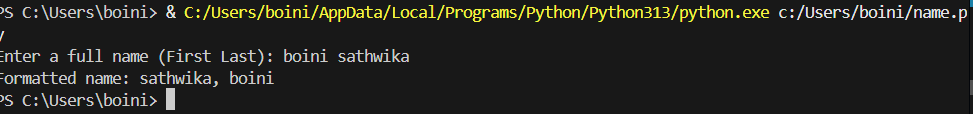 PS C:\Users\boini> & C:/Users/boini/AppData/Local/Programs/Python/Python313/python.exe c:/Users/boini/name.p
y
Enter a full name (First Last): boini sathwika
Formatted name: sathwika, boini
PS C:\Users\boini>